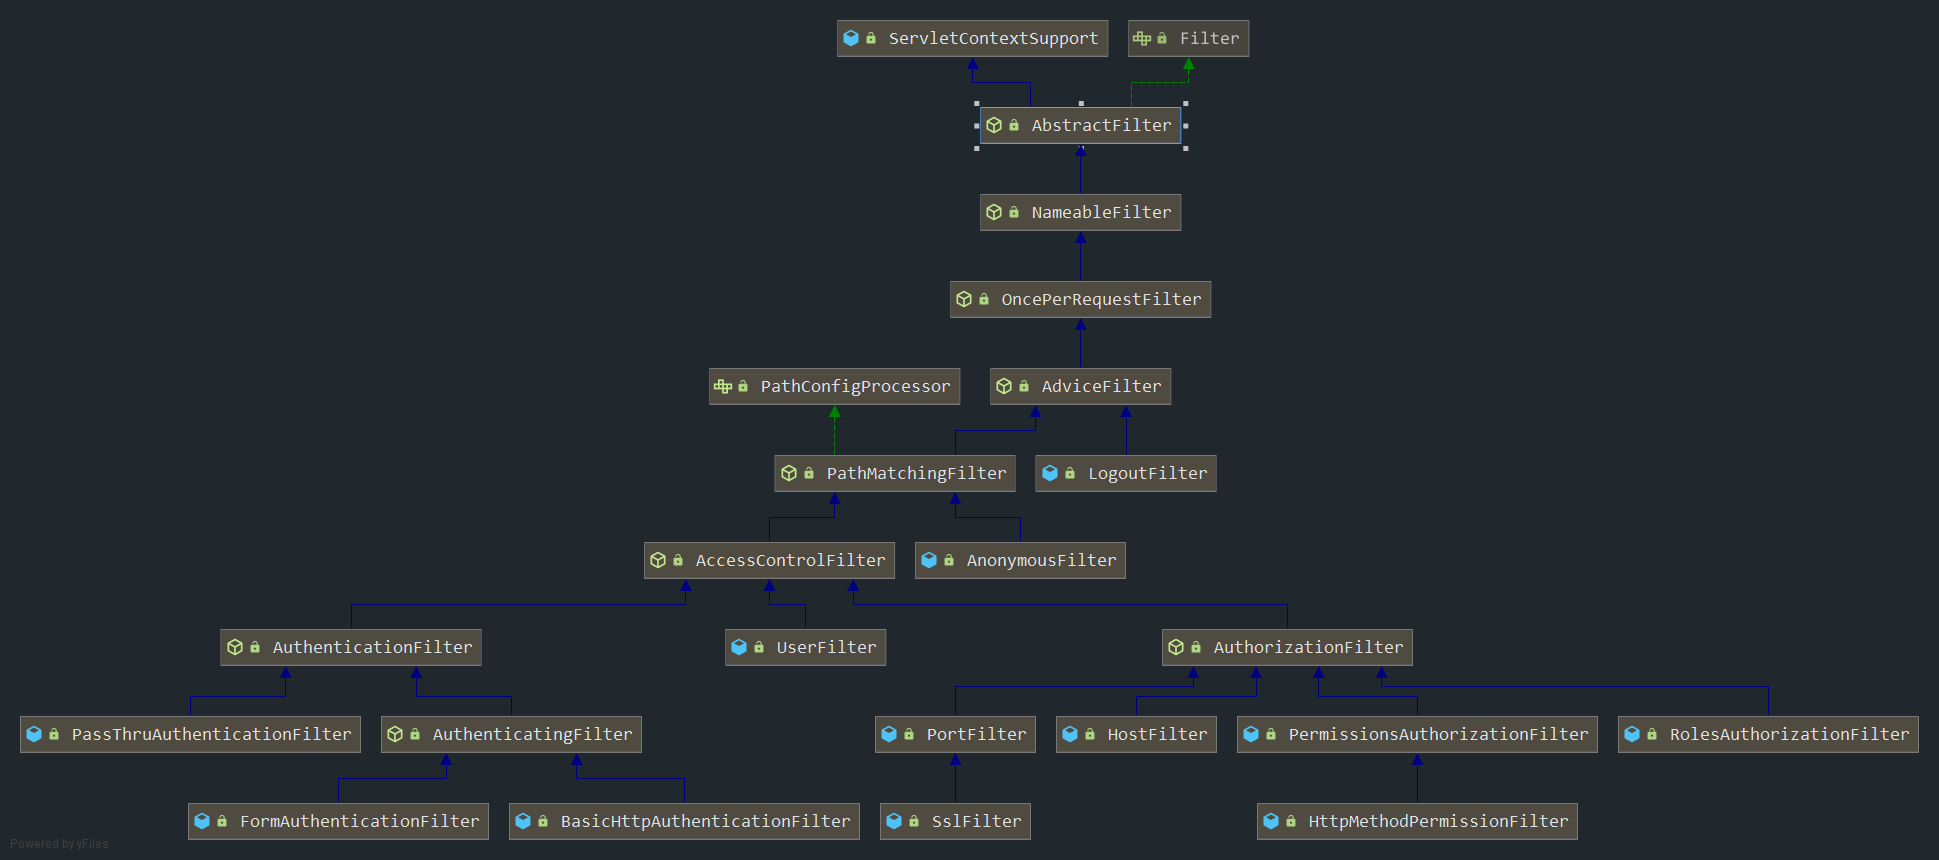 ServletContextSupport
Filter
AbstractFilter
NameableFilter
OncePerRequestFilter
PathConfigProcessor
AdviceFilter
PathMatchingFilter
LogoutFilter
AccessControlFilter
AnonymousFilter
AuthenticationFilter
UserFilter
AuthorizationFilter
PassThruAuthenticationFilter
AuthenticatingFilter
PortFilter
HostFilter
PermissionsAuthorizationFilter
RolesAuthorizationFilter
FormAuthenticationFilter
BasicHttpAuthenticationFilter
SslFilter
HttpMethodPermissionFilter
Powered by yFiles